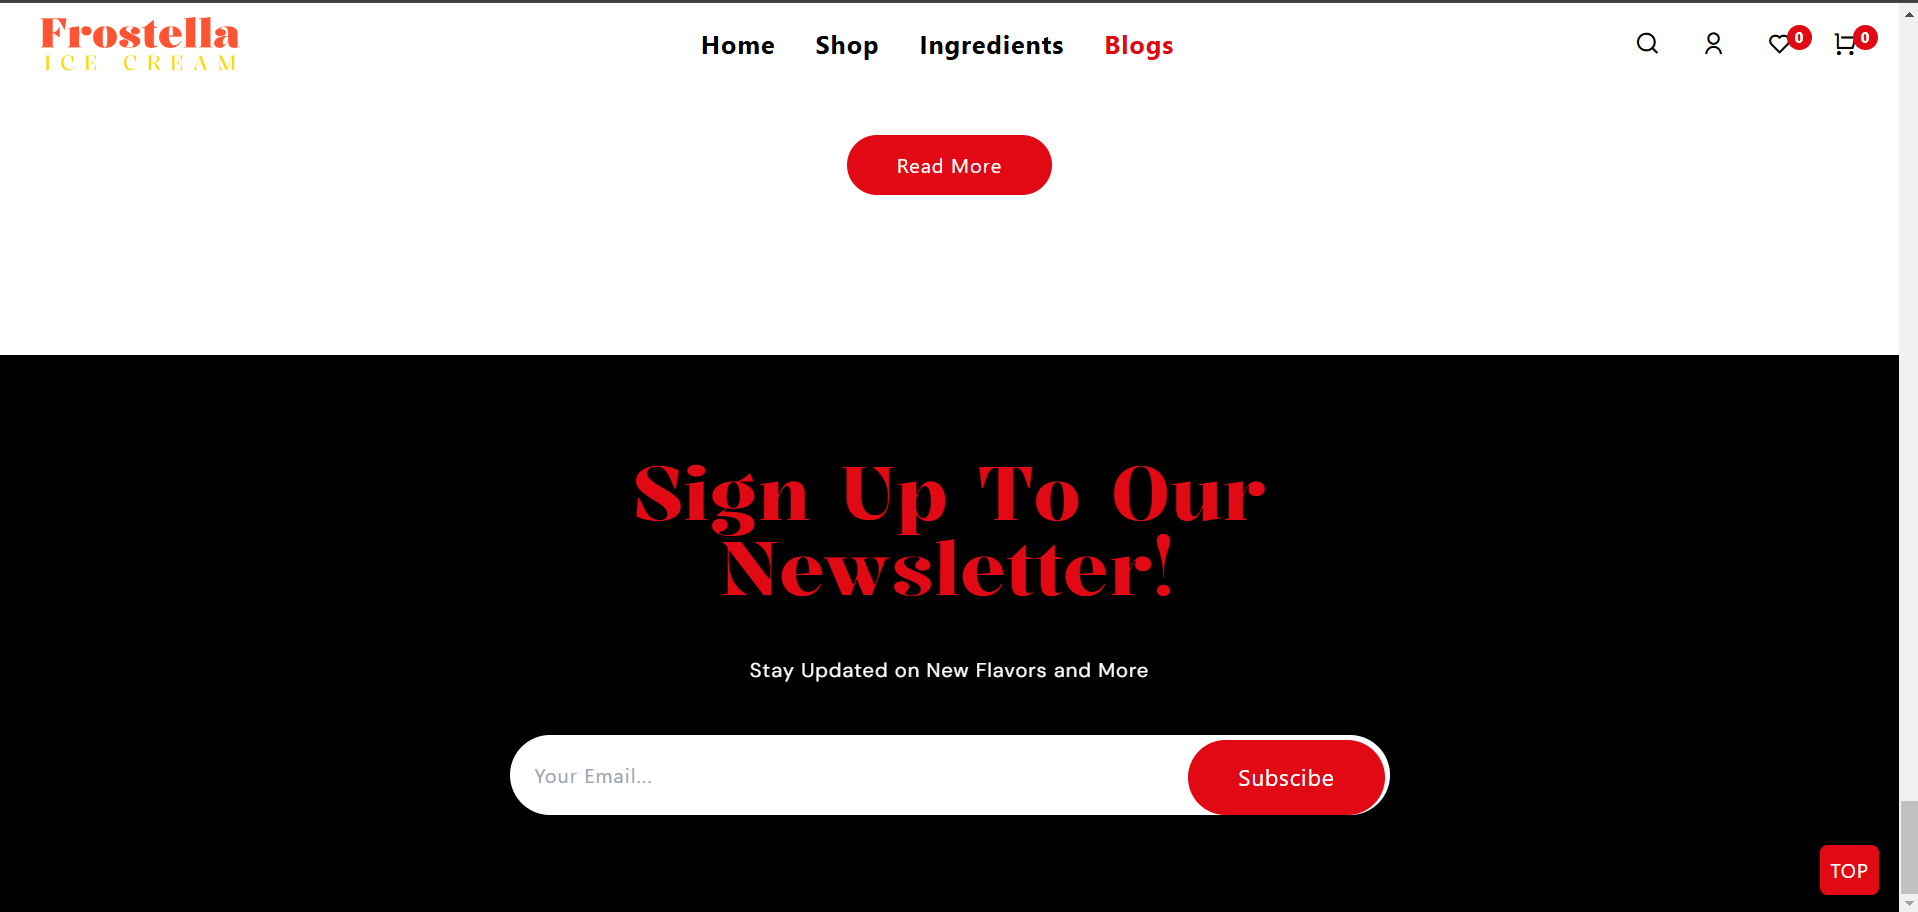 Frostella
ICE CREAM
Home Shop Ingredients Blogs
0 0
Read More
Sign Up To Our
Newsletter!
Stay Updated on New Flavors and More
Your Email...
Subscibe
TOP